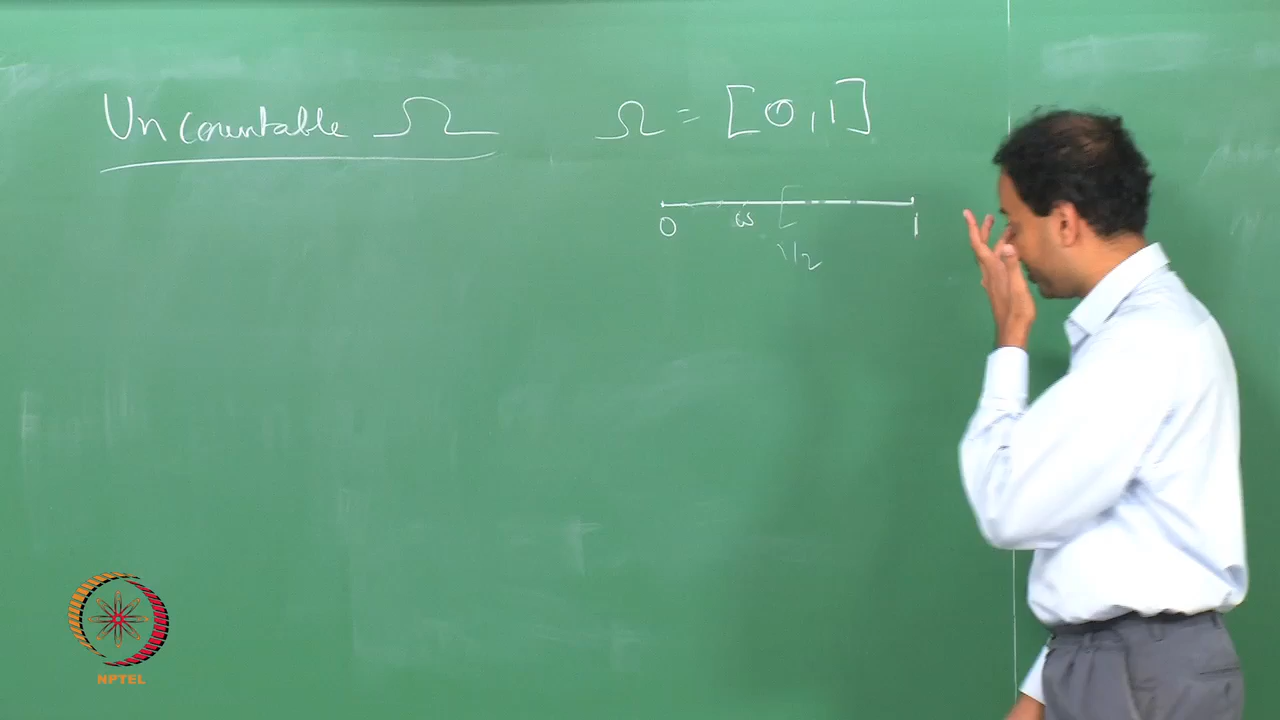 Uncountable Ω
Ω = [0,1]
0 ω 1
1/2
NPTEL